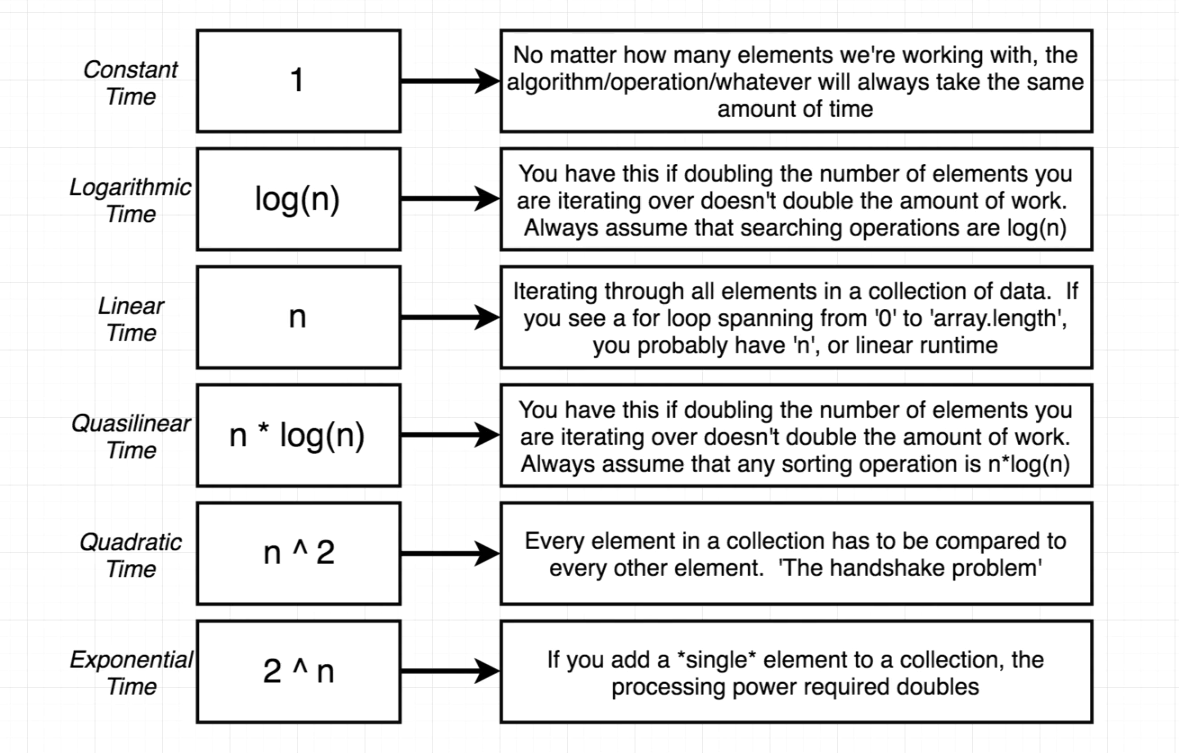 Constant
Time
1
No matter how many elements we're working with, the
algorithm/operation/whatever will always take the same
amount of time
Logarithmic
Time
log(n)
You have this if doubling the number of elements you
are iterating over doesn't double the amount of work.
Always assume that searching operations are log(n)
Linear
Time
n
Iterating through all elements in a collection of data.  If
you see a for loop spanning from '0' to 'array.length',
you probably have 'n', or linear runtime
Quasilinear
Time
n * log(n)
You have this if doubling the number of elements you
are iterating over doesn't double the amount of work.
Always assume that any sorting operation is n*log(n)
Quadratic
Time
n ^ 2
Every element in a collection has to be compared to
every other element.  'The handshake problem'
Exponential
Time
2 ^ n
If you add a *single* element to a collection, the
processing power required doubles